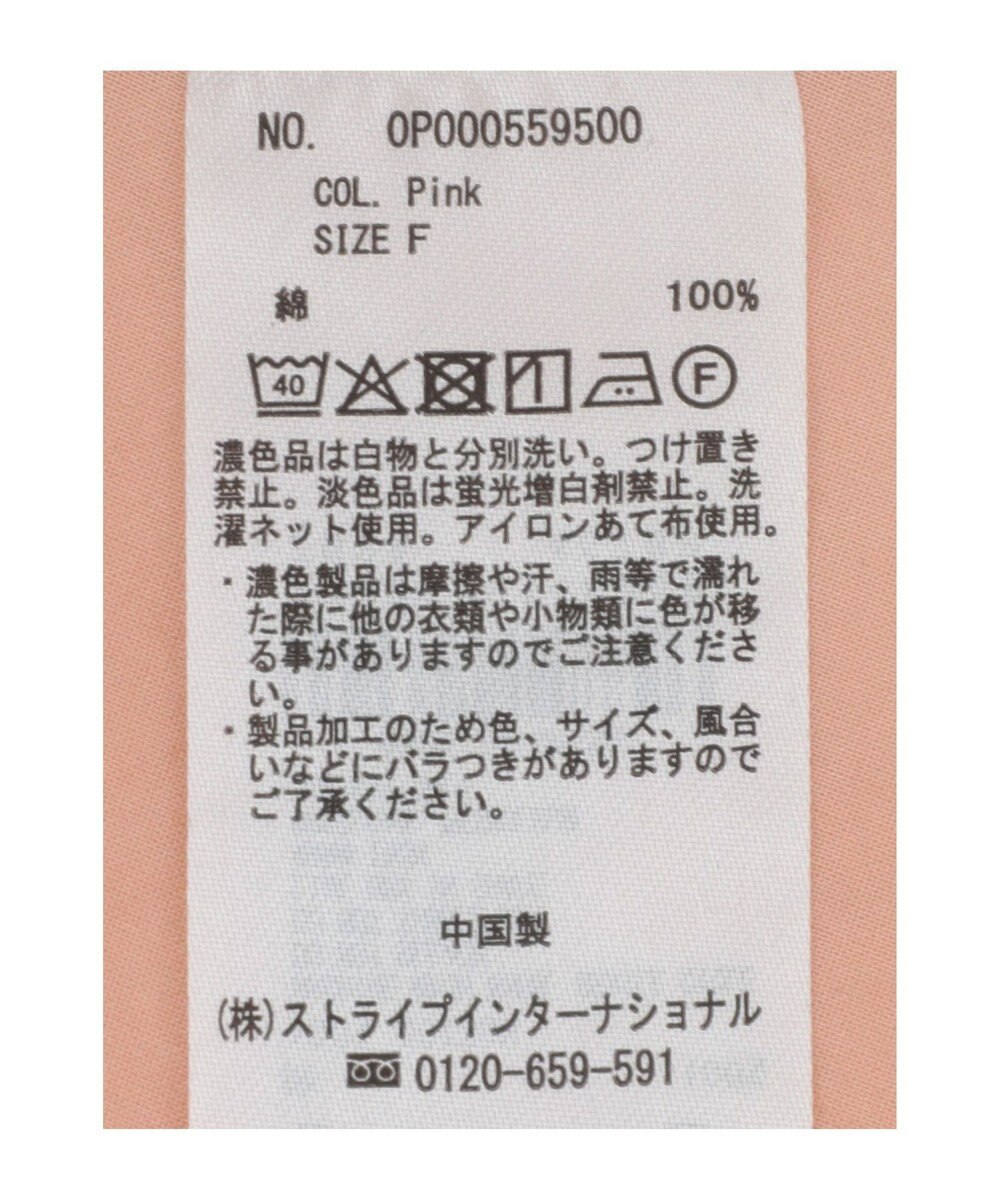 NO. OP000559500
COL. Pink
SIZE F
綿 100%
40 F
濃色品は白物と分別洗い。つけ置き
禁止。淡色品は蛍光増白剤禁止。洗
濯ネット使用。アイロンあて布使用。
・濃色製品は摩擦や汗、雨等で濡れ
た際に他の衣類や小物類に色が移
る事がありますのでご注意くださ
い。
・製品加工のため色、サイズ、風合
いなどにバラつきがありますので
ご了承ください。
中国製
(株)ストライプインターナショナル
0120-659-591